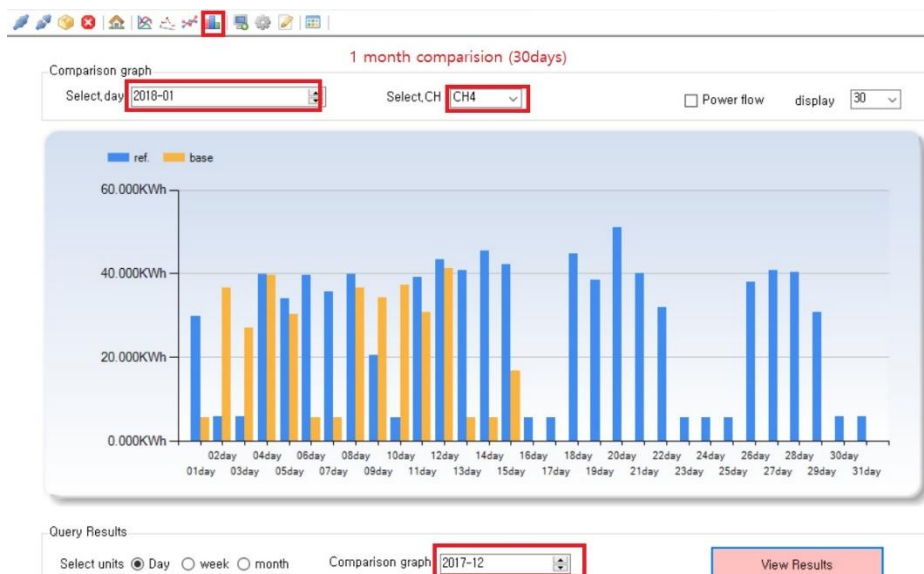 1 month comparision (30days)
Comparison graph
Select,day 2018-01 Select,CH CH4 Power flow display 30
ref. base
60.000KWh
40.000KWh
20.000KWh
0.000KWh
02day 04day 06day 08day 10day 12day 14day 16day 18day 20day 22day 24day 26day 28day 30day
01day 03day 05day 07day 09day 11day 13day 15day 17day 19day 21day 23day 25day 27day 29day 31day
Query Results
Select units Day week month Comparison graph 2017-12 View Results